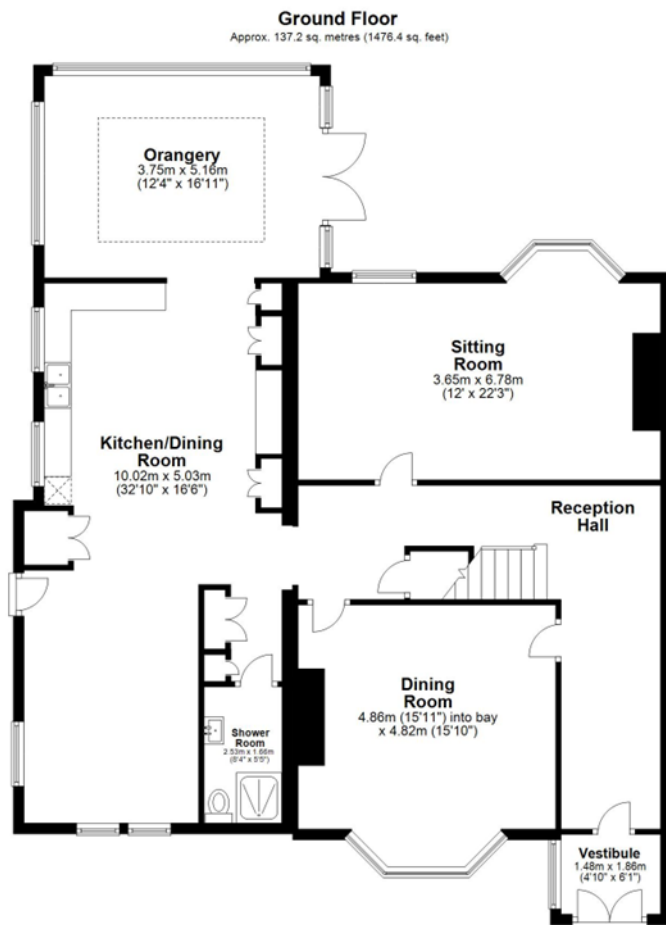 Ground Floor
Approx. 137.2 sq. metres (1476.4 sq. feet)
Orangery
3.75m x 5.16m
(12'4" x 16'11")
Sitting
Room
3.65m x 6.78m
(12' x 22'3")
Kitchen/Dining
Room
10.02m x 5.03m
(32'10" x 16'6")
Reception
Hall
Dining
Room
4.86m (15'11") into bay
x 4.82m (15'10")
Shower
Room
2.53m x 1.66m
(8'4" x 5'5")
Vestibule
1.48m x 1.86m
(4'10" x 6'1")